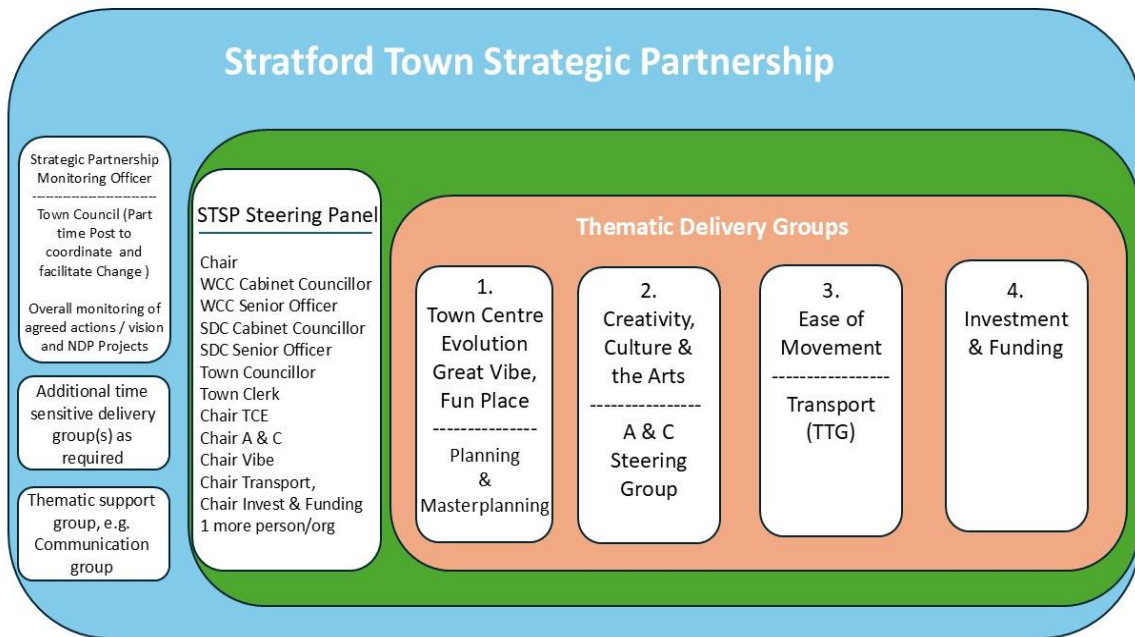 Stratford Town Strategic Partnership
Strategic Partnership
Monitoring Officer
----------------------------
Town Council (Part
time Post to
coordinate and
facilitate Change )
Overall monitoring of
agreed actions / vision
and NDP Projects
Additional time
sensitive delivery
group(s) as
required
Thematic support
group, e.g.
Communication
group
STSP Steering Panel
Chair
WCC Cabinet Councillor
WCC Senior Officer
SDC Cabinet Councillor
SDC Senior Officer
Town Councillor
Town Clerk
Chair TCE
Chair A & C
Chair Vibe
Chair Transport,
Chair Invest & Funding
1 more person/org
Thematic Delivery Groups
1.
Town Centre
Evolution
Great Vibe,
Fun Place
---------------
Planning
&
Masterplanning
2.
Creativity,
Culture &
the Arts
----------------
A & C
Steering
Group
3.
Ease of
Movement
-----------------
Transport
(TTG)
4.
Investment
& Funding